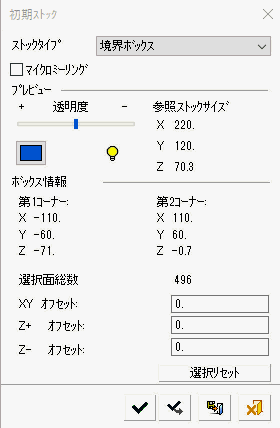 初期ストック
ストックタイプ 境界ボックス
マイクロミーリング
プレビュー
+ 透明度 − 参照ストックサイズ
X 220.
Y 120.
Z 70.3
ボックス情報
第1コーナー: 第2コーナー:
X -110. X 110.
Y -60. Y 60.
Z -71. Z -0.7
選択面総数 496
XY オフセット: 0.
Z+ オフセット: 0.
Z- オフセット: 0.
選択リセット